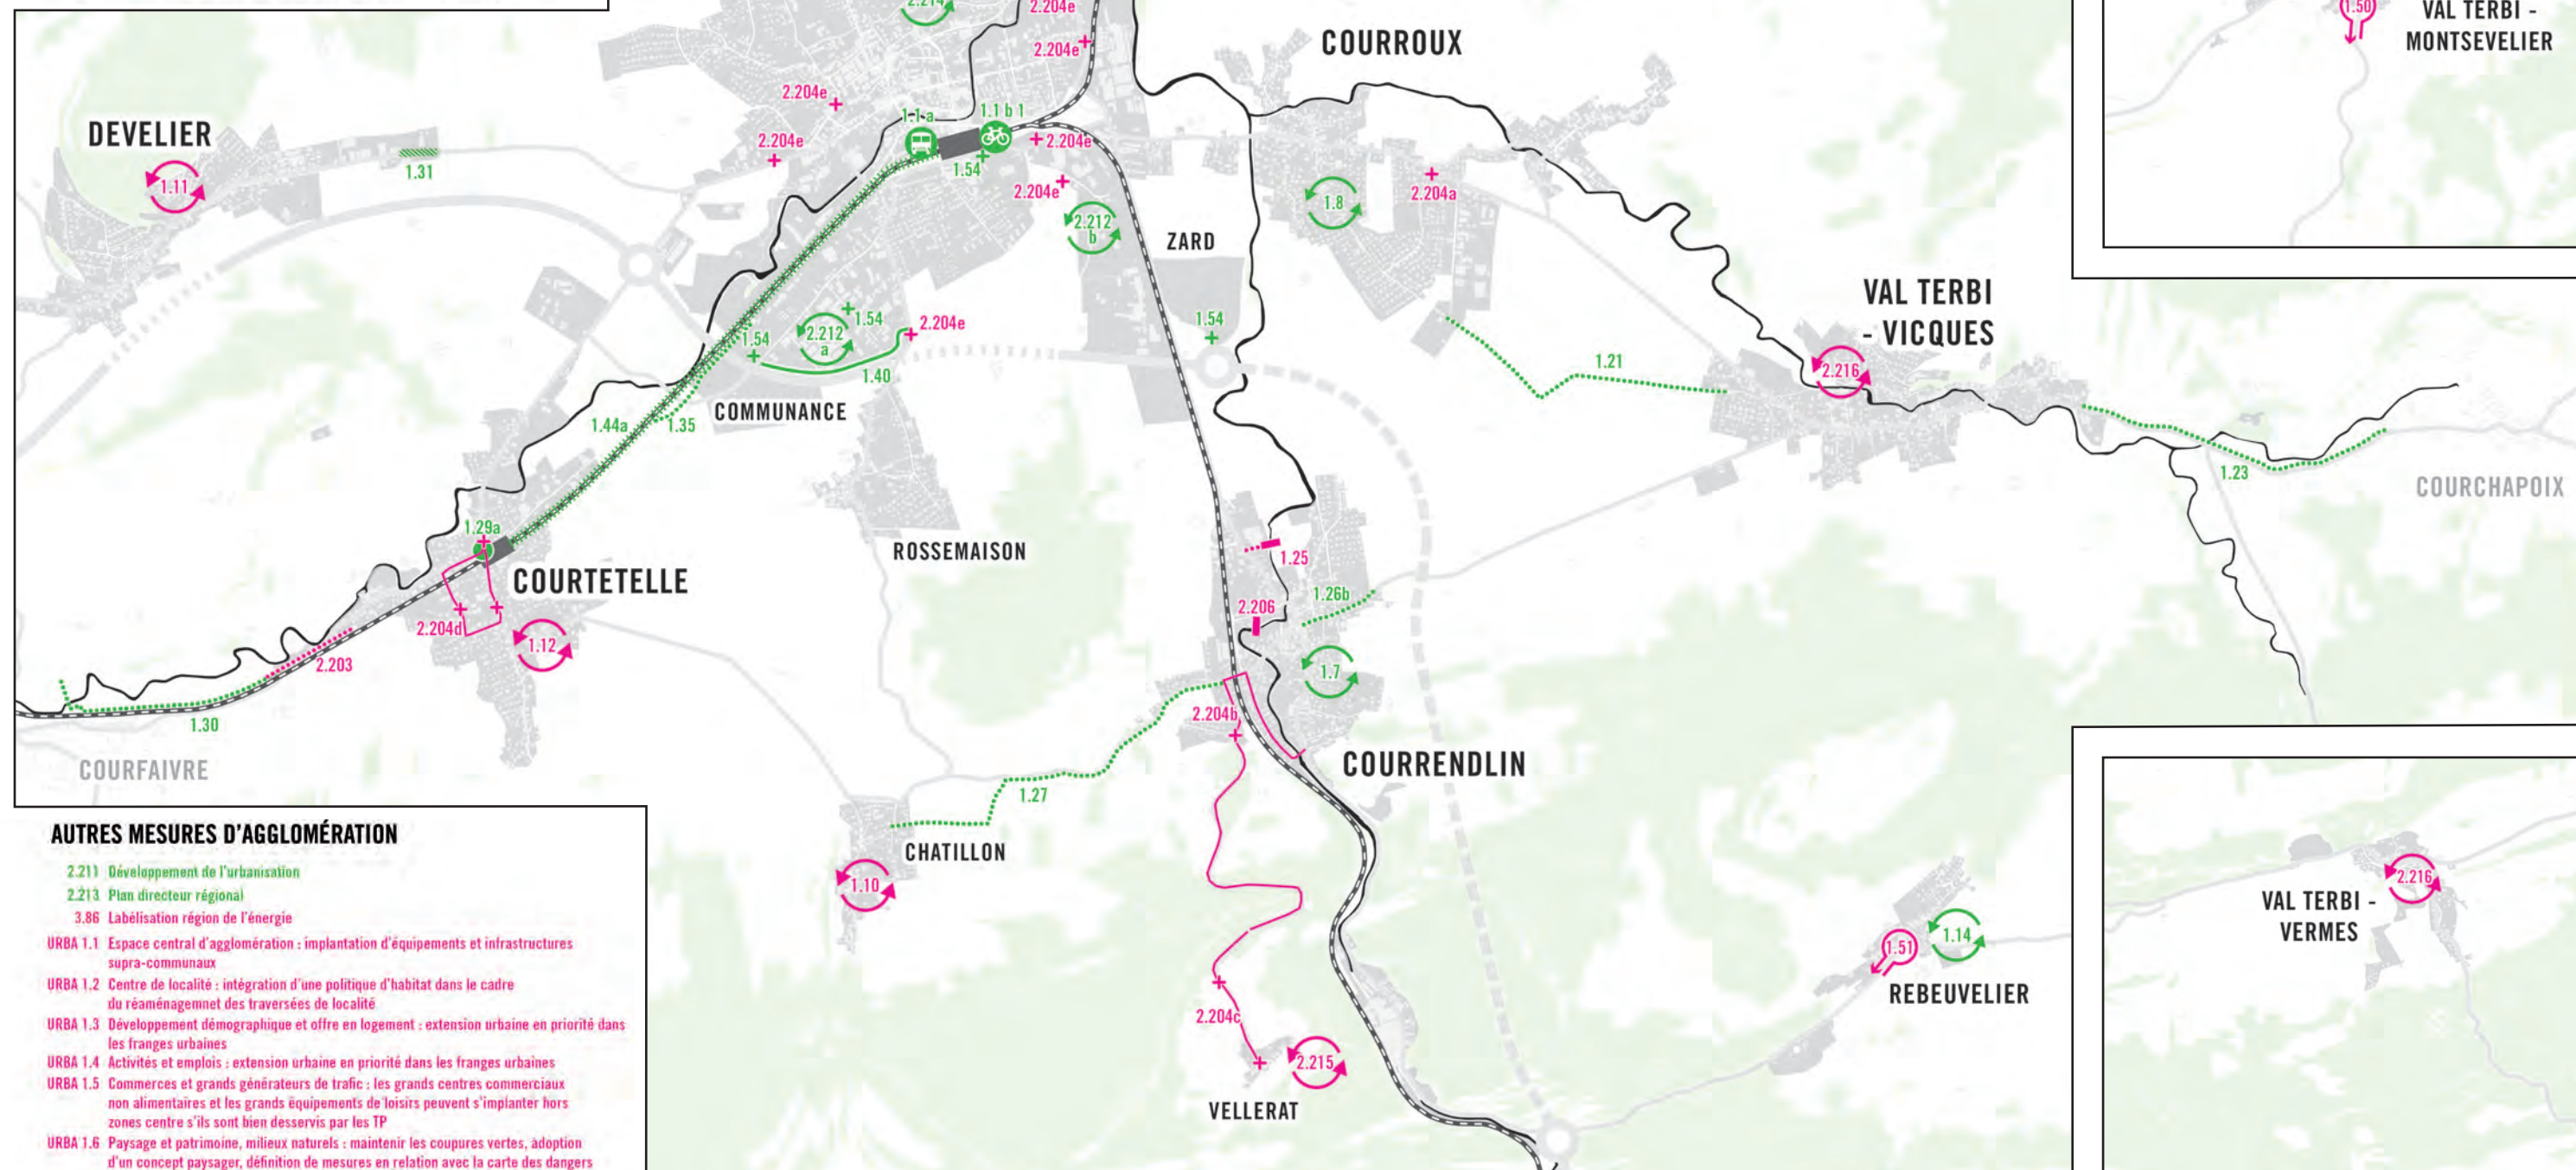 2.214
2.204e
2.204e
COURROUX
1.50
VAL TERBI -
MONTSEVELIER
2.204e
1.1 a
1.1 b 1
DEVELIER
2.204e
2.204e
1.31
1.54
1.11
2.204e
2.204a
1.8
2.212
b
ZARD
VAL TERBI
- VICQUES
1.54
1.54
2.204e
2.212
a
1.54
1.40
1.21
2.216
COMMUNANCE
1.44a
1.35
1.23
COURCHAPOIX
1.29a
ROSSEMAISON
1.25
COURTETELLE
1.26b
2.206
2.204d
1.12
2.203
1.7
1.30
2.204b
COURFAIVRE
COURRENDLIN
1.27
CHATILLON
1.10
2.216
VAL TERBI -
VERMES
1.51
1.14
REBEUVELIER
2.204c
2.215
VELLERAT
AUTRES MESURES D'AGGLOMÉRATION
2.211 Développement de l'urbanisation
2.213 Plan directeur régional
3.86 Labélisation région de l'énergie
URBA 1.1 Espace central d'agglomération : implantation d'équipements et infrastructures
supra-communaux
URBA 1.2 Centre de localité : intégration d'une politique d'habitat dans le cadre
du réaménagemnet des traversées de localité
URBA 1.3 Développement démographique et offre en logement : extension urbaine en priorité dans
les franges urbaines
URBA 1.4 Activités et emplois : extension urbaine en priorité dans les franges urbaines
URBA 1.5 Commerces et grands générateurs de trafic : les grands centres commerciaux
non alimentaires et les grands équipements de loisirs peuvent s'implanter hors
zones centre s'ils sont bien desservis par les TP
URBA 1.6 Paysage et patrimoine, milieux naturels : maintenir les coupures vertes, adoption
d'un concept paysager, définition de mesures en relation avec la carte des dangers